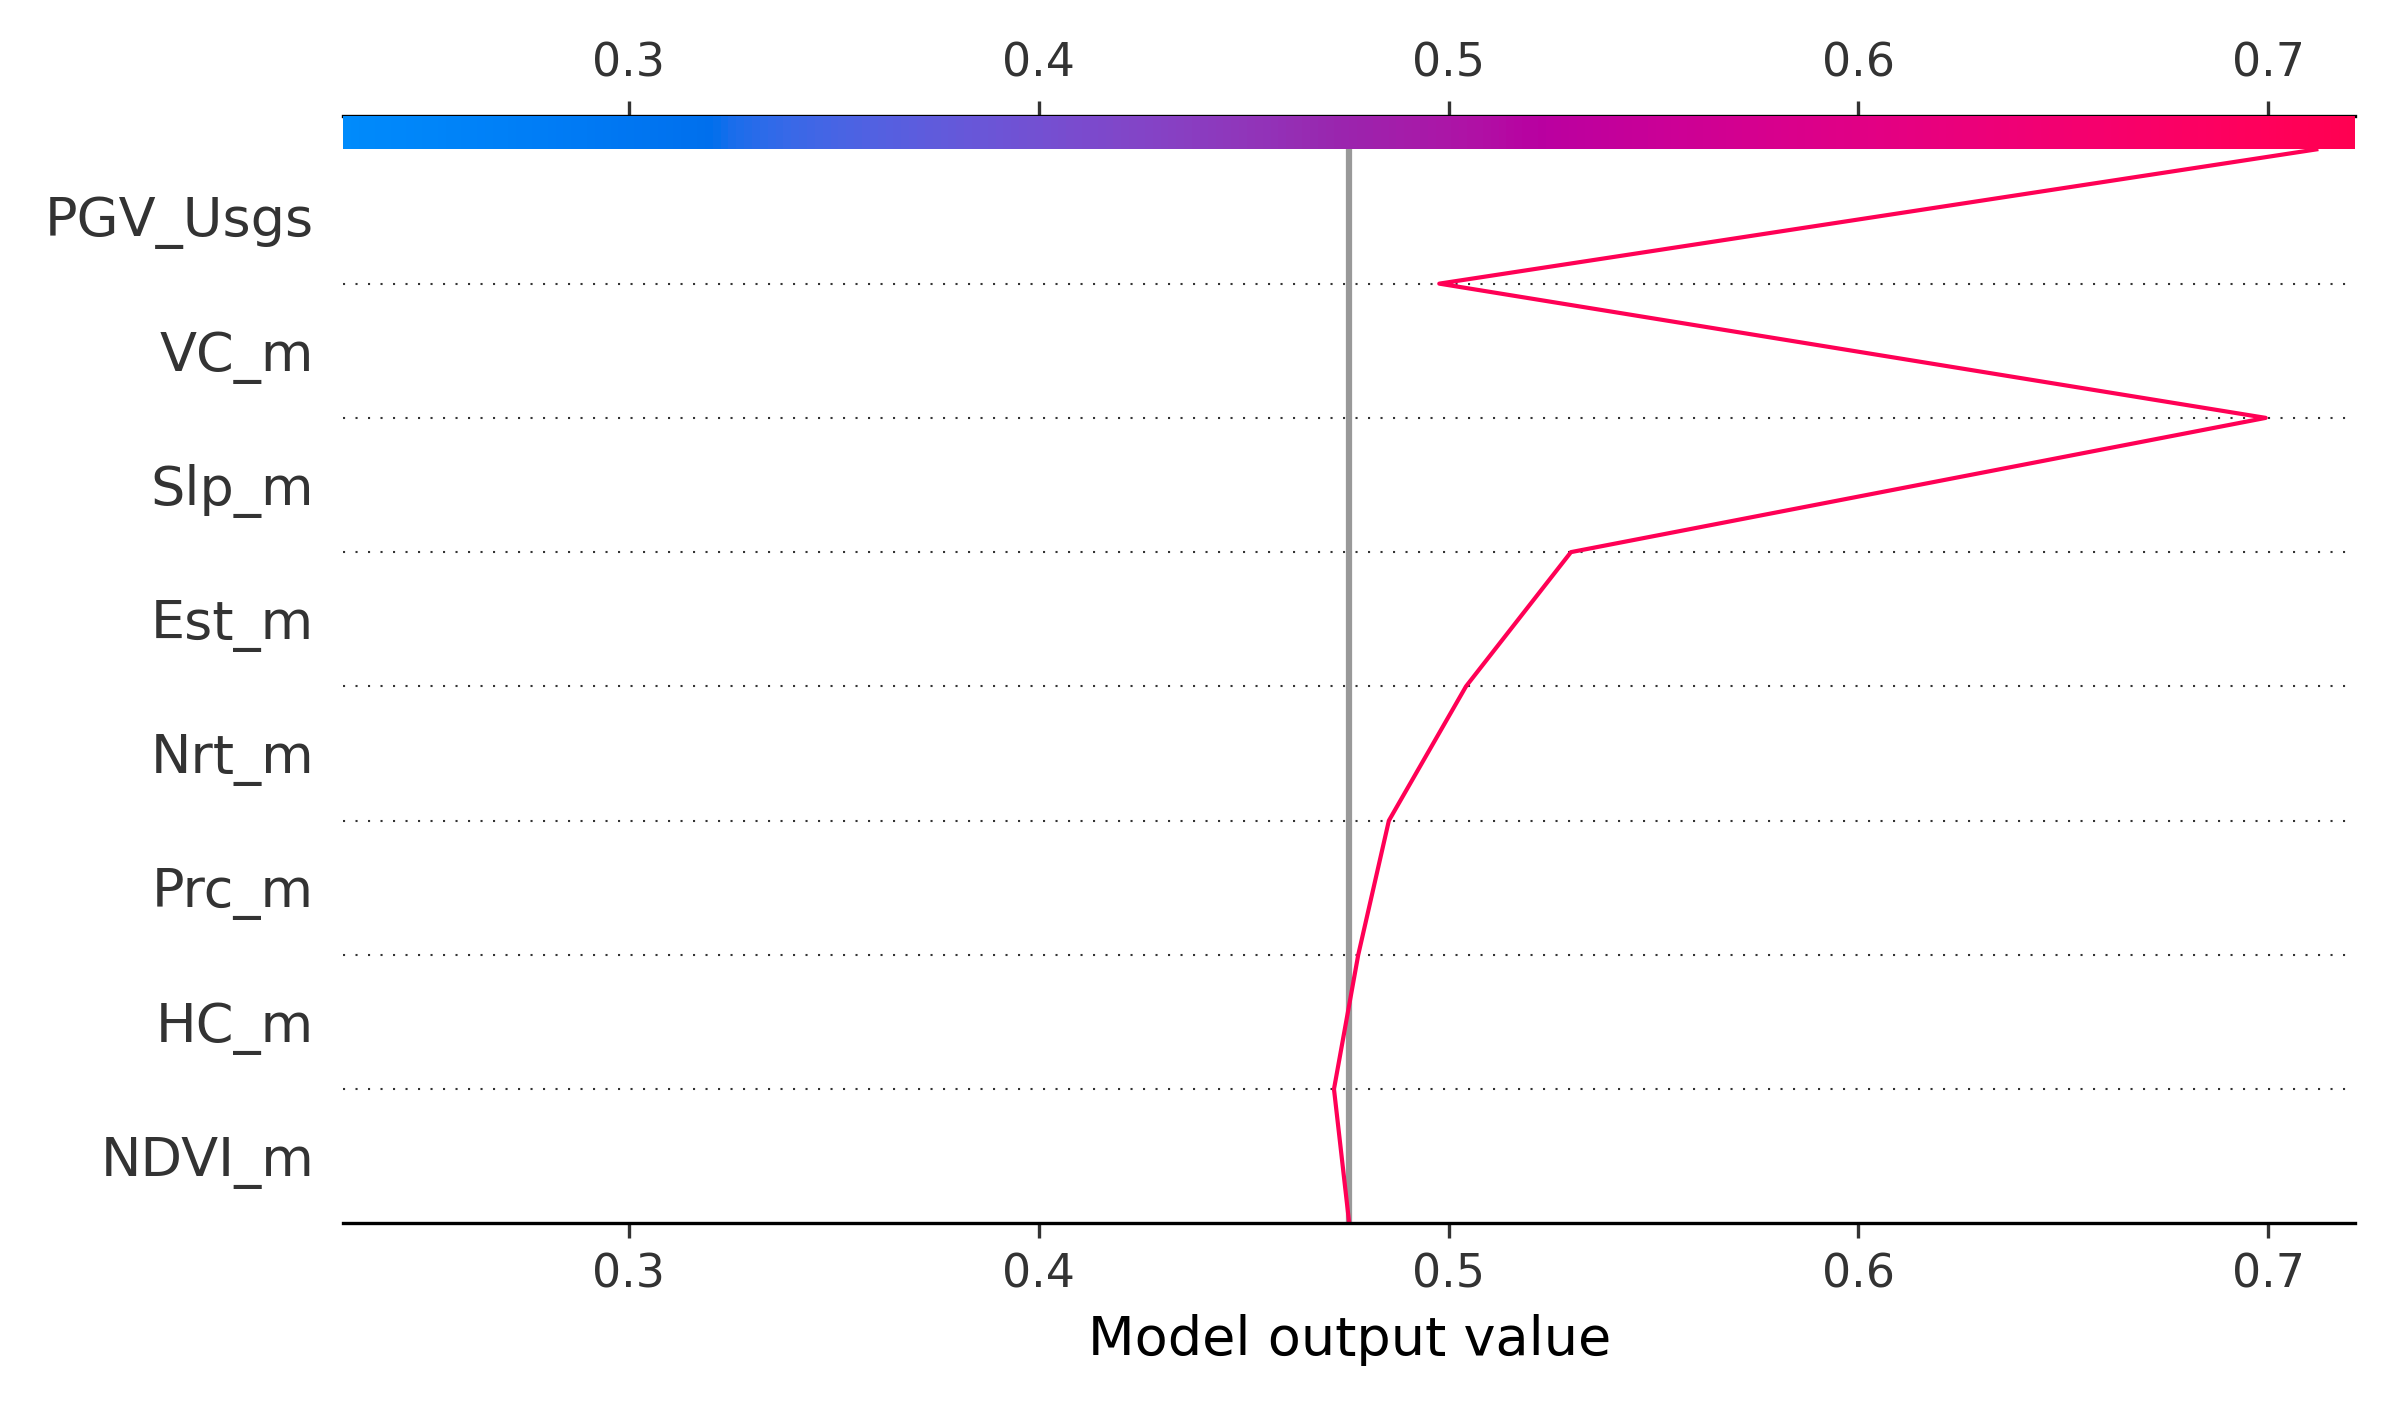 0.3 0.4 0.5 0.6 0.7
PGV_Usgs
VC_m
Slp_m
Est_m
Nrt_m
Prc_m
HC_m
NDVI_m
0.3 0.4 0.5 0.6 0.7
Model output value